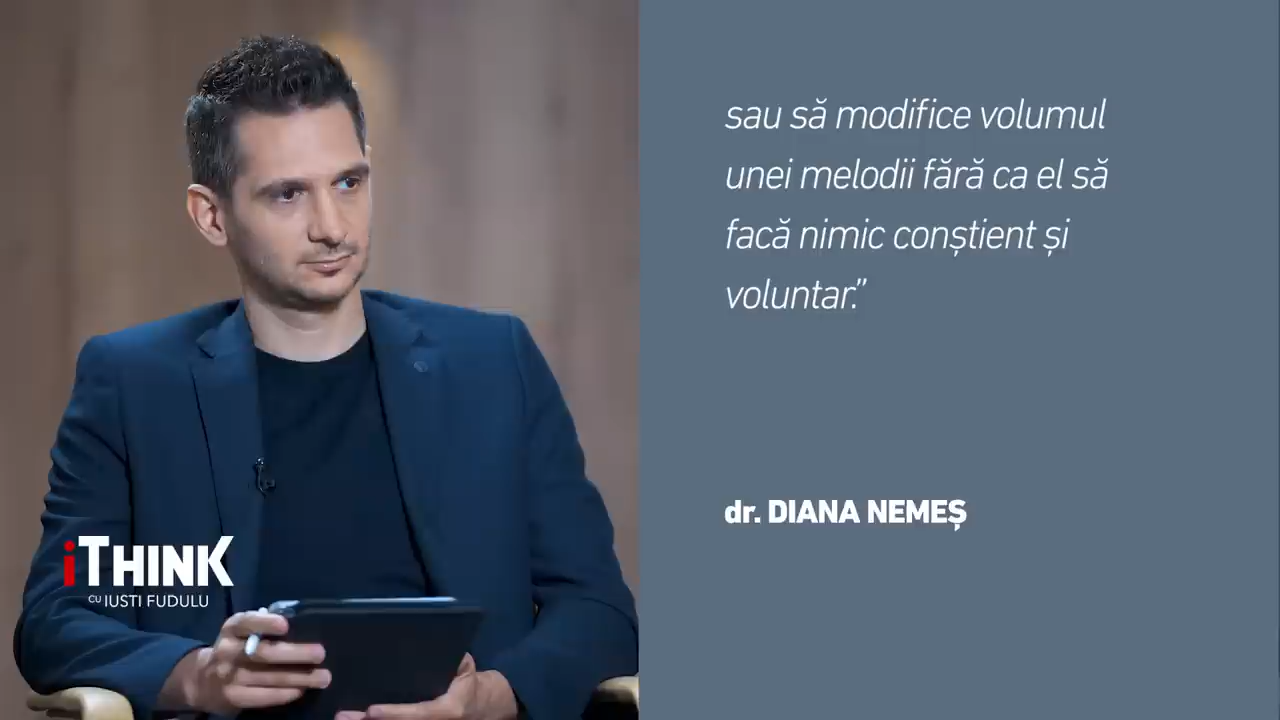 sau să modifice volumul
unei melodii fără ca el să
facă nimic conștient și
voluntar.”
dr. DIANA NEMEȘ
iTHINK
CU IUSTI FUDULU